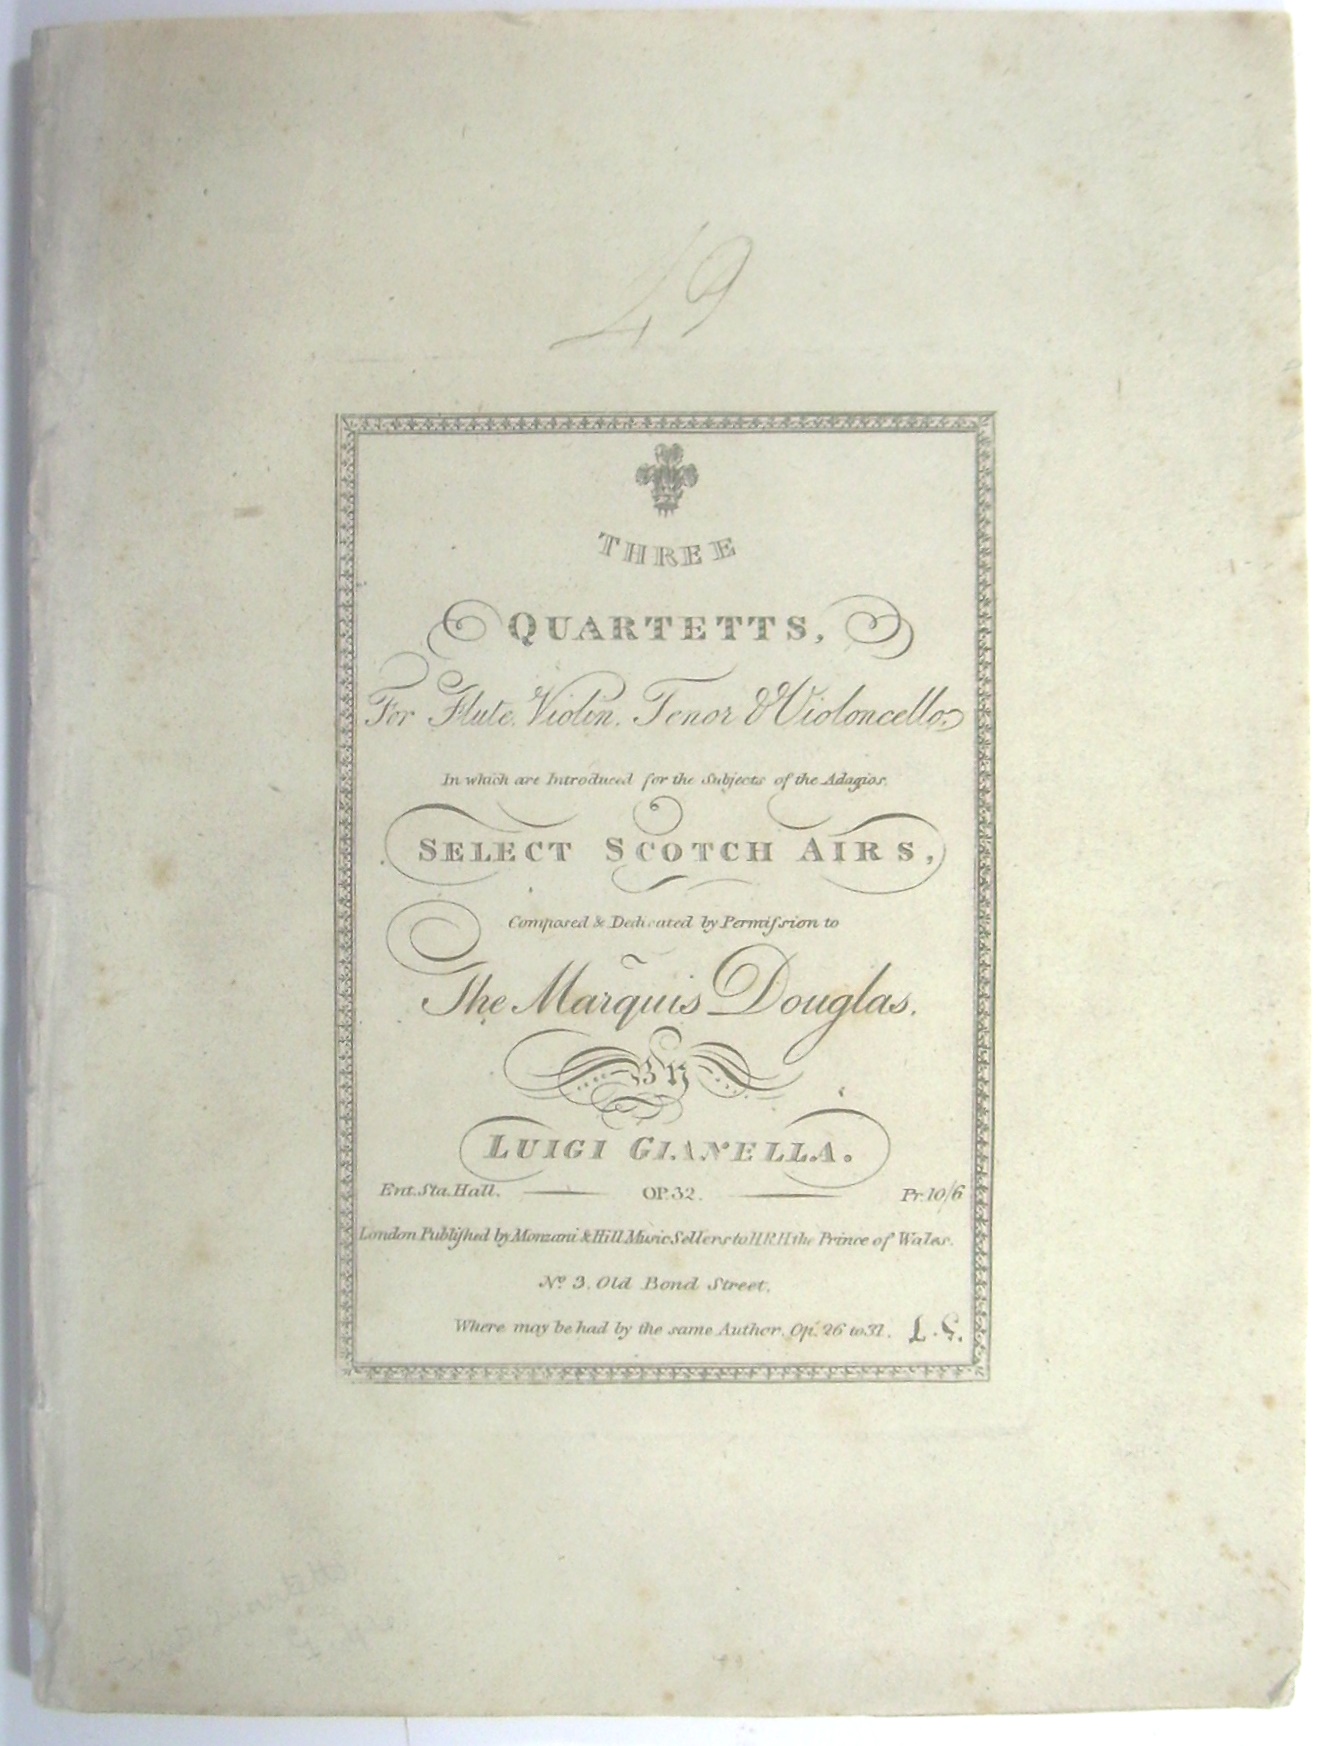 49
THREE
QUARTETTS,
For Flute, Violin, Tenor & Violoncello,
In which are Introduced for the Subjects of the Adagios.
SELECT SCOTCH AIRS,
Composed & Dedicated by Permiſsion to
The Marquis Douglas.
BY
LUIGI GIANELLA.
Ent. Sta. Hall. OP. 32. Pr. 10/6
London Publiſhed by Monzani & Hill Music Sellers to H R H the Prince of Wales.
No. 3, Old Bond Street,
Where may be had by the same Author, Op. 26 to 31. L. G.